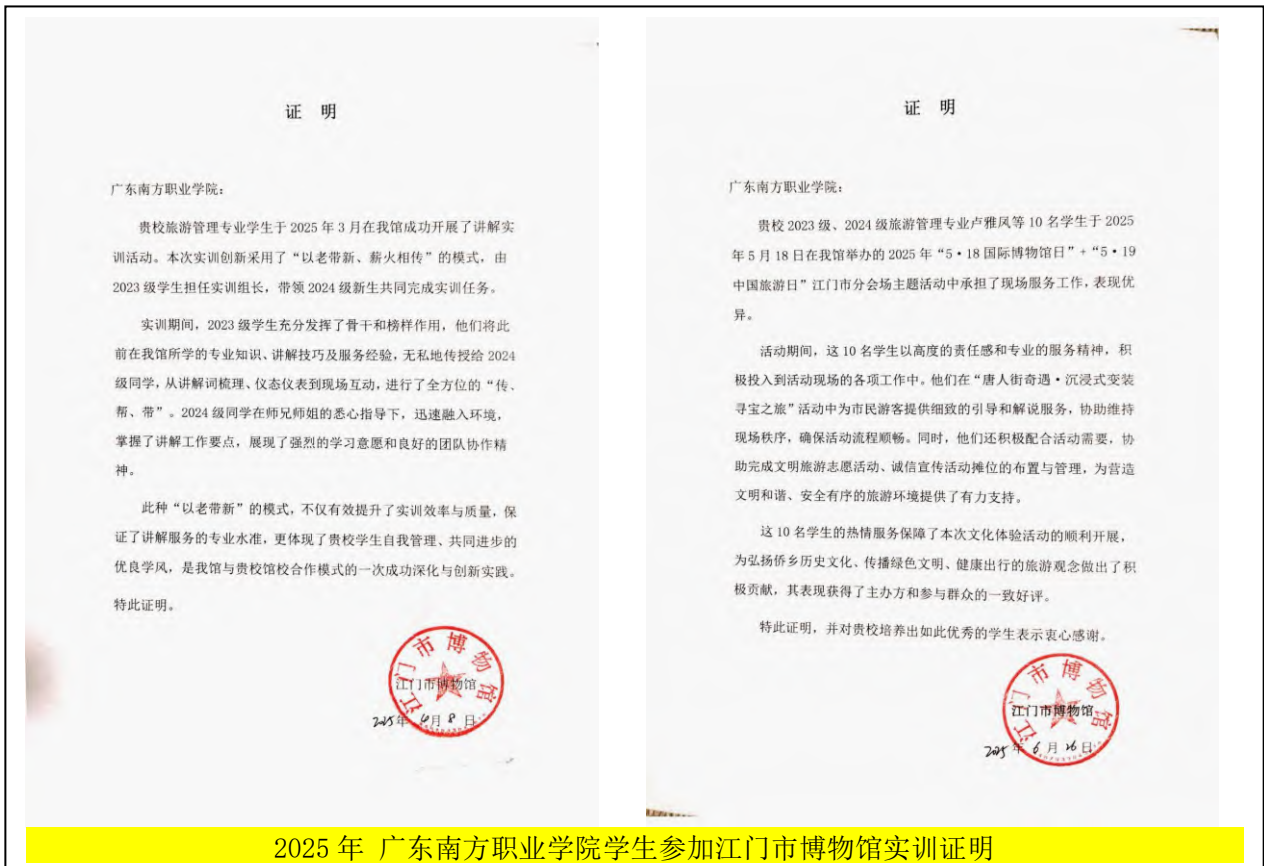 证 明
广东南方职业学院：
贵校旅游管理专业学生于 2025 年 3 月在我馆成功开展了讲解实
训活动。本次实训创新采用了“以老带新、薪火相传”的模式，由
2023 级学生担任实训组长，带领 2024 级新生共同完成实训任务。
实训期间，2023 级学生充分发挥了骨干和榜样作用，他们将此
前在我馆所学的专业知识、讲解技巧及服务经验，无私地传授给 2024
级同学，从讲解词梳理、仪态仪表到现场互动，进行了全方位的“传、
帮、带”。2024 级同学在师兄师姐的悉心指导下，迅速融入环境，
掌握了讲解工作要点，展现了强烈的学习意愿和良好的团队协作精
神。
此种“以老带新”的模式，不仅有效提升了实训效率与质量，保
证了讲解服务的专业水准，更体现了贵校学生自我管理、共同进步的
优良学风，是我馆与贵校馆校合作模式的一次成功深化与创新实践。
特此证明。
江门市博物馆
江门市博物馆
2025年 4月 8 日
证 明
广东南方职业学院：
贵校 2023 级、2024 级旅游管理专业卢雅风等 10 名学生于 2025
年 5 月 18 日在我馆举办的 2025 年“5·18 国际博物馆日”+“5·19
中国旅游日”江门市分会场主题活动中承担了现场服务工作，表现优
异。
活动期间，这 10 名学生以高度的责任感和专业的服务精神，积
极投入到活动现场的各项工作中。他们在“唐人街奇遇·沉浸式变装
寻宝之旅”活动中为市民游客提供细致的引导和解说服务，协助维持
现场秩序，确保活动流程顺畅。同时，他们还积极配合活动需要，协
助完成文明旅游志愿活动、诚信宣传活动摊位的布置与管理，为营造
文明和谐、安全有序的旅游环境提供了有力支持。
这 10 名学生的热情服务保障了本次文化体验活动的顺利开展，
为弘扬侨乡历史文化、传播绿色文明、健康出行的旅游观念做出了积
极贡献，其表现获得了主办方和参与群众的一致好评。
特此证明，并对贵校培养出如此优秀的学生表示衷心感谢。
江门市博物馆
江门市博物馆
2025 年 6 月 26 日
2025 年 广东南方职业学院学生参加江门市博物馆实训证明